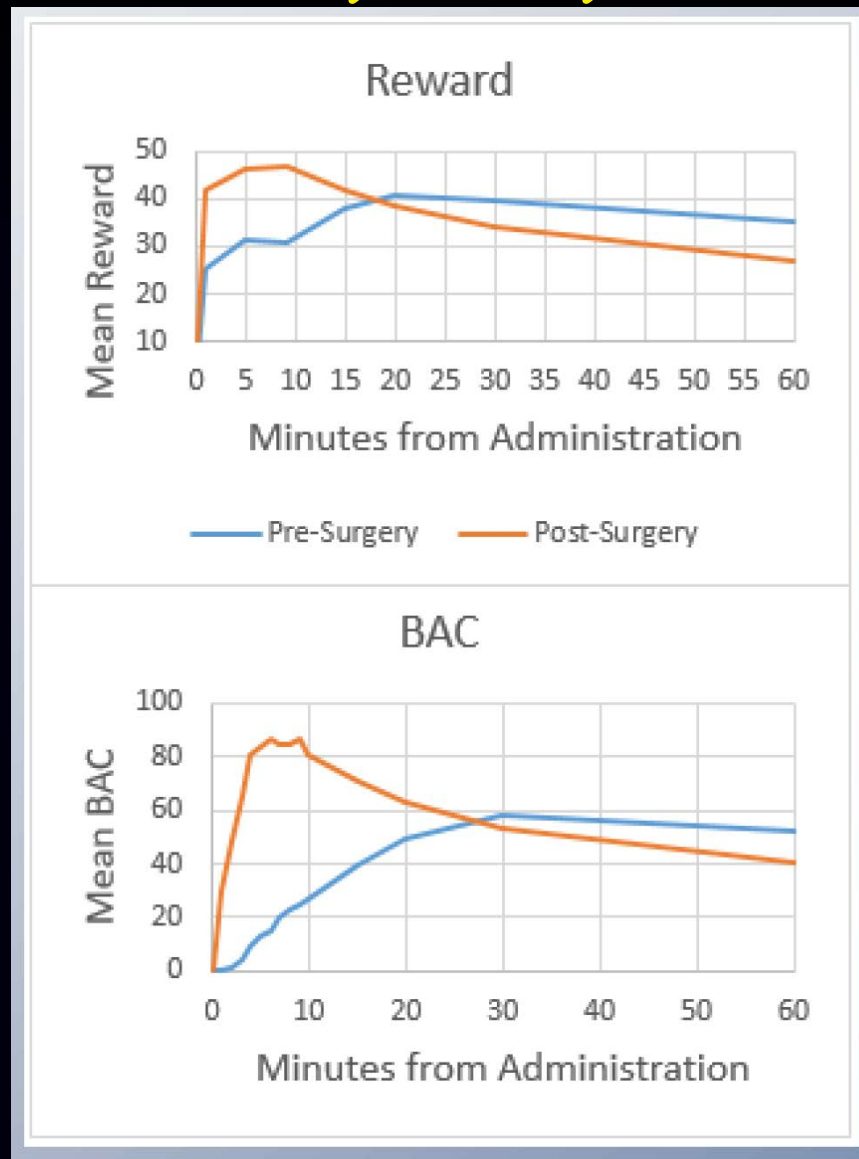 Reward
50
40
30
20
10
Mean Reward
0 5 10 15 20 25 30 35 40 45 50 55 60
Minutes from Administration
Pre-Surgery Post-Surgery
BAC
100
80
60
40
20
0
Mean BAC
0 10 20 30 40 50 60
Minutes from Administration